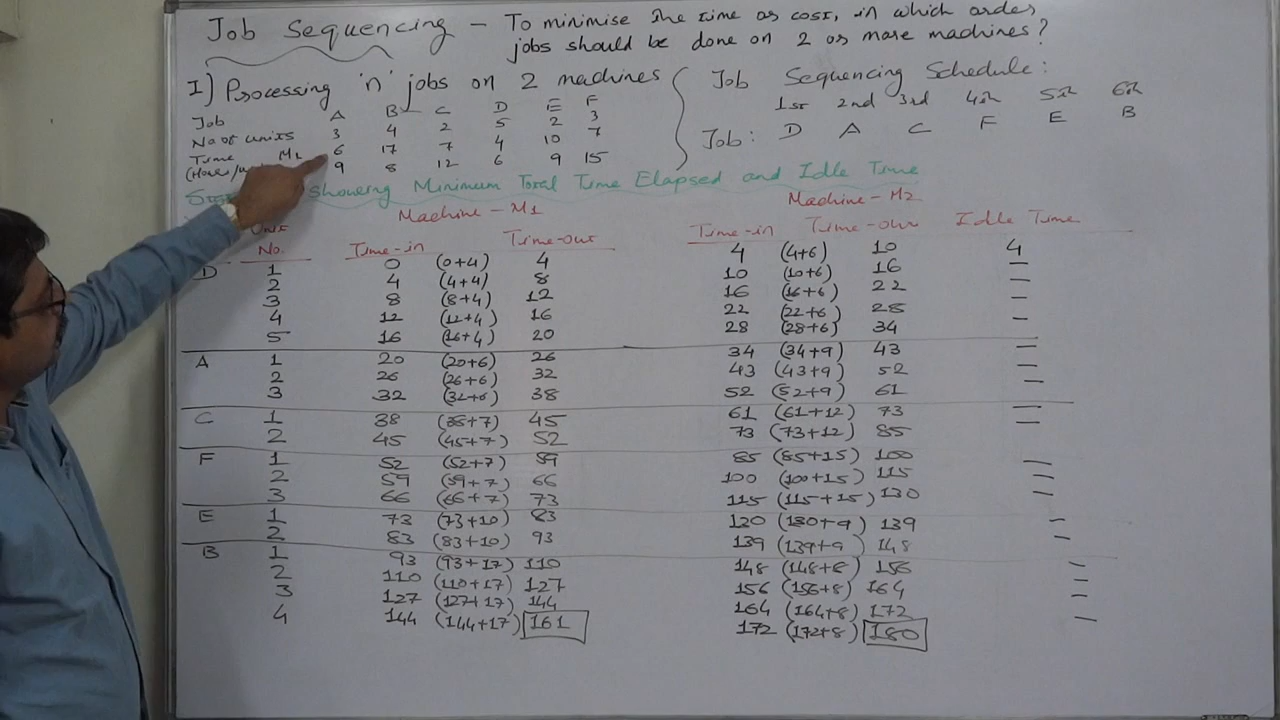 Job Sequencing - To minimise the time or cost, in which order
jobs should be done on 2 or more machines?
I) Processing 'n' jobs on 2 machines
Job A B C D E F
No of units 3 4 2 5 2 3
Time M1 6 17 7 4 10 7
(Hours/ 9 8 12 6 9 15
Job Sequencing Schedule:
1st 2nd 3rd 4th 5th 6th
Job: D A C F E B
showing Minimum Total Time Elapsed and Idle Time
Machine - M1 Machine - M2
Unit No. Time-in Time-out Time-in Time-out Idle Time
D 1 0 (0+4) 4 4 (4+6) 10 4
2 4 (4+4) 8 10 (10+6) 16 -
3 8 (8+4) 12 16 (16+6) 22 -
4 12 (12+4) 16 22 (22+6) 28 -
5 16 (16+4) 20 28 (28+6) 34 -
A 1 20 (20+6) 26 34 (34+9) 43 -
2 26 (26+6) 32 43 (43+9) 52 -
3 32 (32+6) 38 52 (52+9) 61 -
C 1 38 (38+7) 45 61 (61+12) 73 -
2 45 (45+7) 52 73 (73+12) 85 -
F 1 52 (52+7) 59 85 (85+15) 100 -
2 59 (59+7) 66 100 (100+15) 115 -
3 66 (66+7) 73 115 (115+15) 130 -
E 1 73 (73+10) 83 130 (130+9) 139 -
2 83 (83+10) 93 139 (139+9) 148 -
B 1 93 (93+17) 110 148 (148+8) 156 -
2 110 (110+17) 127 156 (156+8) 164 -
3 127 (127+17) 144 164 (164+8) 172 -
4 144 (144+17) 161 172 (172+8) 180 -